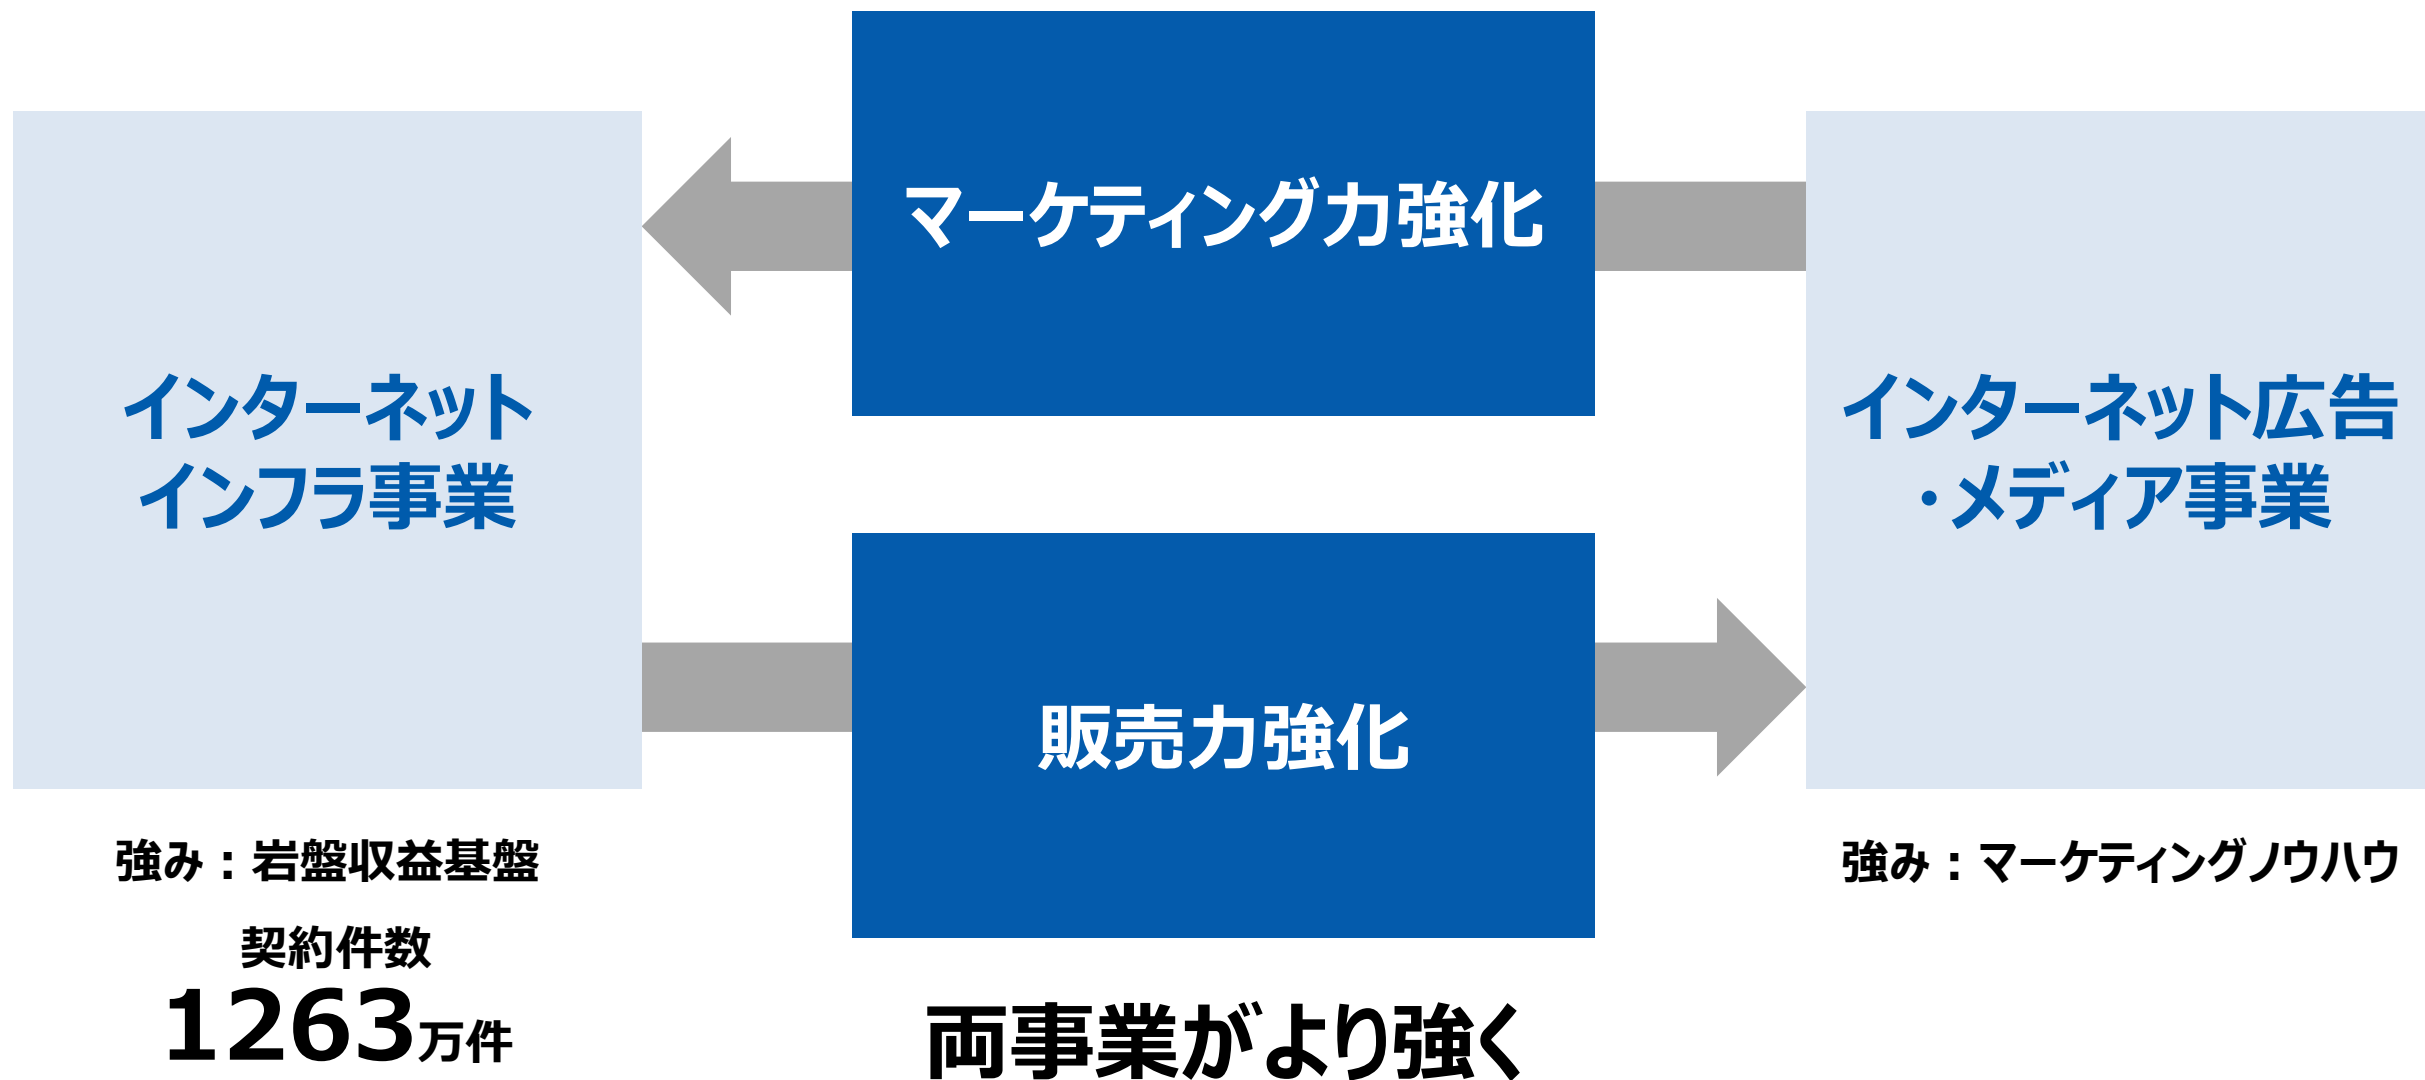 マーケティング力強化
インターネット
インフラ事業
インターネット広告
・メディア事業
販売力強化
強み：岩盤収益基盤
契約件数
1263万件
強み：マーケティングノウハウ
両事業がより強く